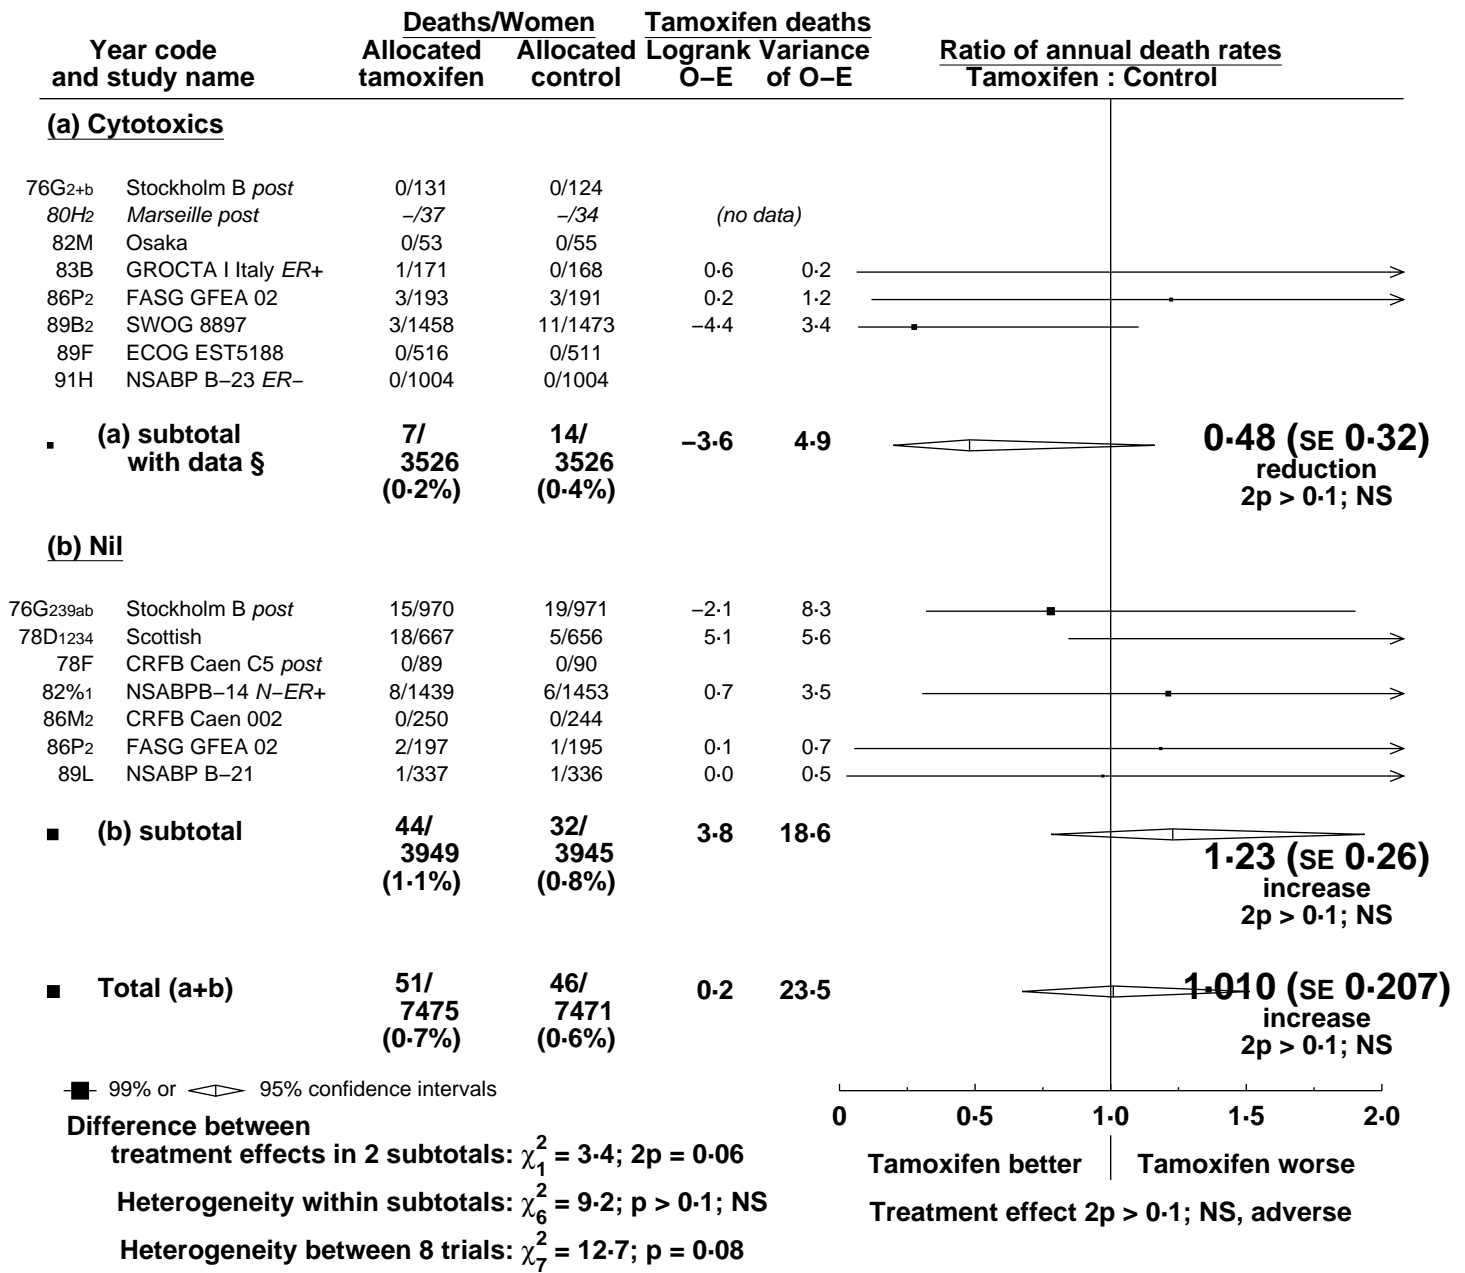 Deaths/Women Tamoxifen deaths
Year code Allocated Allocated Logrank Variance Ratio of annual death rates
and study name tamoxifen control O–E of O–E Tamoxifen : Control
(a) Cytotoxics
76G2+b Stockholm B post 0/131 0/124
80H2 Marseille post –/37 –/34 (no data)
82M Osaka 0/53 0/55
83B GROCTA I Italy ER+ 1/171 0/168 0·6 0·2
86P2 FASG GFEA 02 3/193 3/191 0·2 1·2
89B2 SWOG 8897 3/1458 11/1473 –4·4 3·4
89F ECOG EST5188 0/516 0/511
91H NSABP B–23 ER– 0/1004 0/1004
(a) subtotal 7/ 14/ –3·6 4·9 0·48 (SE 0·32)
with data § 3526 3526 reduction
(0·2%) (0·4%) 2p > 0·1; NS
(b) Nil
76G239ab Stockholm B post 15/970 19/971 –2·1 8·3
78D1234 Scottish 18/667 5/656 5·1 5·6
78F CRFB Caen C5 post 0/89 0/90
82%1 NSABPB–14 N–ER+ 8/1439 6/1453 0·7 3·5
86M2 CRFB Caen 002 0/250 0/244
86P2 FASG GFEA 02 2/197 1/195 0·1 0·7
89L NSABP B–21 1/337 1/336 0·0 0·5
(b) subtotal 44/ 32/ 3·8 18·6
3949 3945 1·23 (SE 0·26)
(1·1%) (0·8%) increase
2p > 0·1; NS
Total (a+b) 51/ 46/ 0·2 23·5 1·010 (SE 0·207)
7475 7471 increase
(0·7%) (0·6%) 2p > 0·1; NS
99% or 95% confidence intervals
0 0·5 1·0 1·5 2·0
Difference between
treatment effects in 2 subtotals: χ²₁ = 3·4; 2p = 0·06
Tamoxifen better Tamoxifen worse
Heterogeneity within subtotals: χ²₆ = 9·2; p > 0·1; NS
Treatment effect 2p > 0·1; NS, adverse
Heterogeneity between 8 trials: χ²₇ = 12·7; p = 0·08